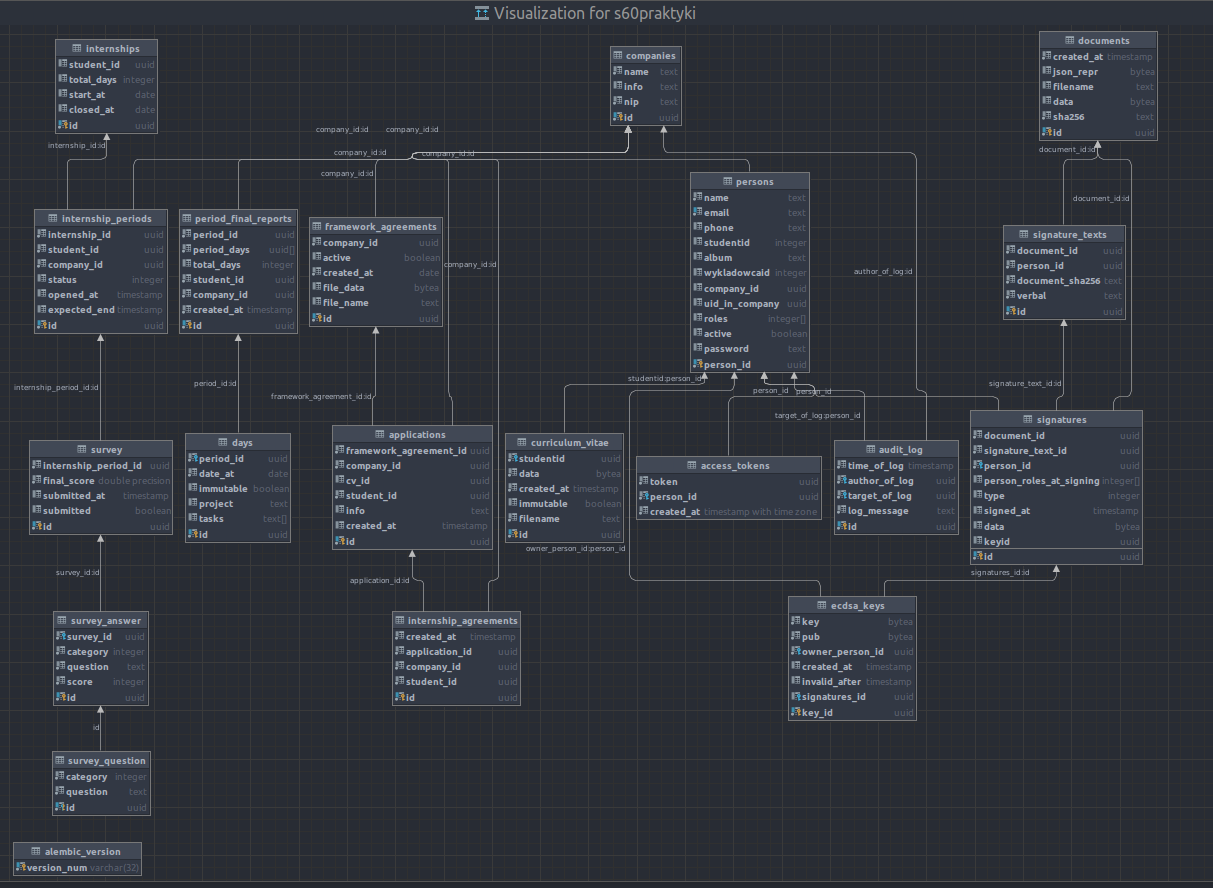 Visualization for s60praktyki
internships
student_id uuid
total_days integer
start_at date
closed_at date
id uuid
companies
name text
info text
nip text
id uuid
documents
created_at timestamp
json_repr bytea
filename text
data bytea
sha256 text
id uuid
company_id:id
company_id:id
internship_id:id
company_id:id
company_id:id
document_id:id
company_id:id
persons
name text
email text
phone text
studentid integer
album text
wykladowcaid integer
company_id uuid
uid_in_company uuid
roles integer[]
active boolean
password text
person_id uuid
document_id:id
internship_periods
internship_id uuid
student_id uuid
company_id uuid
status integer
opened_at timestamp
expected_end timestamp
id uuid
period_final_reports
period_id uuid
period_days uuid[]
total_days integer
student_id uuid
company_id uuid
created_at timestamp
id uuid
framework_agreements
company_id uuid
active boolean
created_at date
file_data bytea
file_name text
id uuid
company_id:id
author_of_log:id
signature_texts
document_id uuid
person_id uuid
document_sha256 text
verbal text
id uuid
internship_period_id:id
period_id:id
framework_agreement_id:id
studentid:person_id
person_id
person_id
signature_text_id:id
target_of_log:person_id
survey
internship_period_id uuid
final_score double precision
submitted_at timestamp
submitted boolean
id uuid
days
period_id uuid
date_at date
immutable boolean
project text
tasks text[]
id uuid
applications
framework_agreement_id uuid
company_id uuid
cv_id uuid
student_id uuid
info text
created_at timestamp
id uuid
curriculum_vitae
studentid uuid
data bytea
created_at timestamp
immutable boolean
filename text
id uuid
access_tokens
token uuid
person_id uuid
created_at timestamp with time zone
audit_log
time_of_log timestamp
author_of_log uuid
target_of_log uuid
log_message text
id uuid
signatures
document_id uuid
signature_text_id uuid
person_id uuid
person_roles_at_signing integer[]
type integer
signed_at timestamp
data bytea
keyid uuid
id uuid
owner_person_id:person_id
survey_id:id
application_id:id
signatures_id:id
survey_answer
survey_id uuid
category integer
question text
score integer
id uuid
internship_agreements
created_at timestamp
application_id uuid
company_id uuid
student_id uuid
id uuid
ecdsa_keys
key bytea
pub bytea
owner_person_id uuid
created_at timestamp
invalid_after timestamp
signatures_id uuid
key_id uuid
id
survey_question
category integer
question text
id uuid
alembic_version
version_num varchar(32)